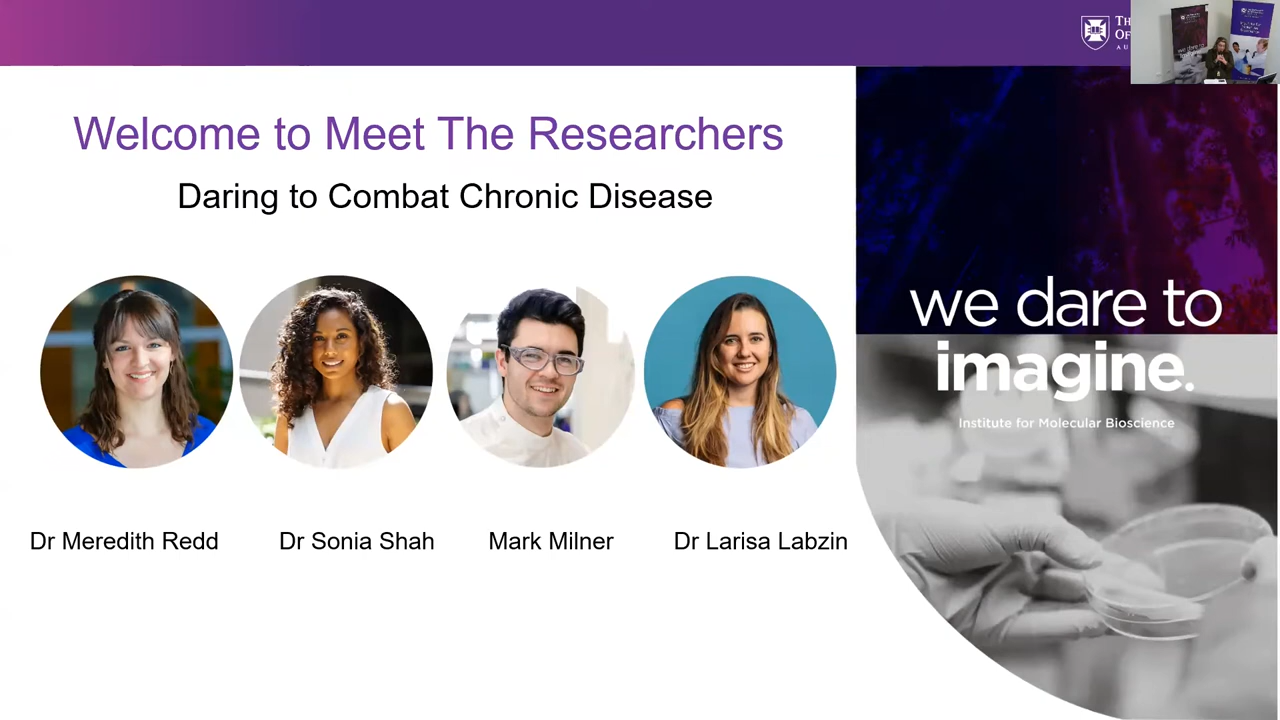 Welcome to Meet The Researchers
Daring to Combat Chronic Disease
Dr Meredith Redd
Dr Sonia Shah
Mark Milner
Dr Larisa Labzin
we dare to
imagine.
Institute for Molecular Bioscience